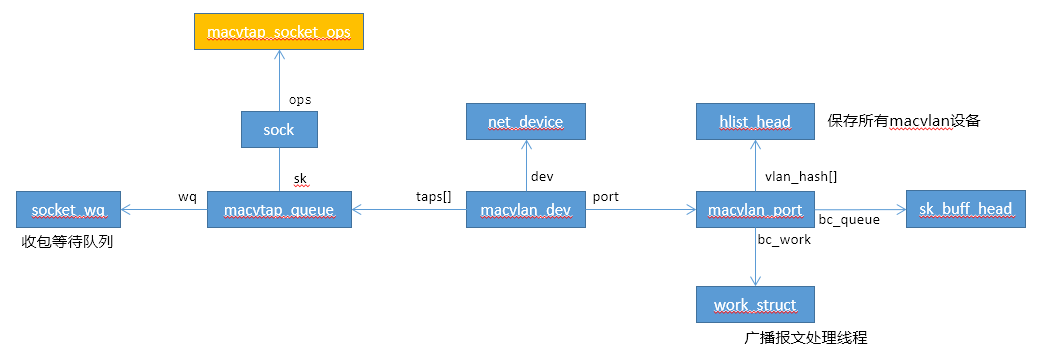 macvtap_socket_ops
ops
sock
net_device
hlist_head
保存所有macvlan设备
sk
dev
vlan_hash[]
socket_wq
wq
macvtap_queue
taps[]
macvlan_dev
port
macvlan_port
bc_queue
sk_buff_head
收包等待队列
bc_work
work_struct
广播报文处理线程